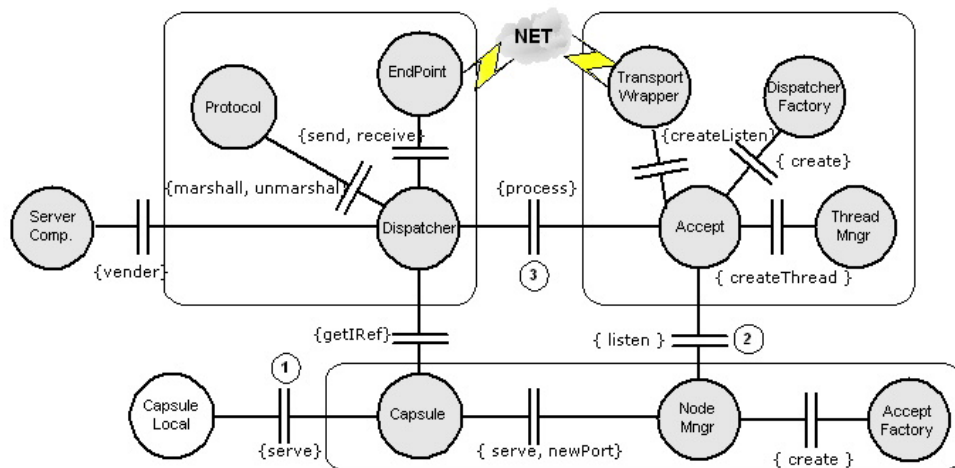 NET
EndPoint
Transport
Wrapper
Dispatcher
Factory
Protocol
{send, receive}
{createListen}
{ create}
{marshall, unmarshal}
{process}
Server
Comp.
Dispatcher
Accept
Thread
Mngr
{vender}
3
{ createThread }
{getIRef}
{ listen }
2
1
Capsule
Local
Capsule
Node
Mngr
Accept
Factory
{serve}
{ serve, newPort}
{ create }